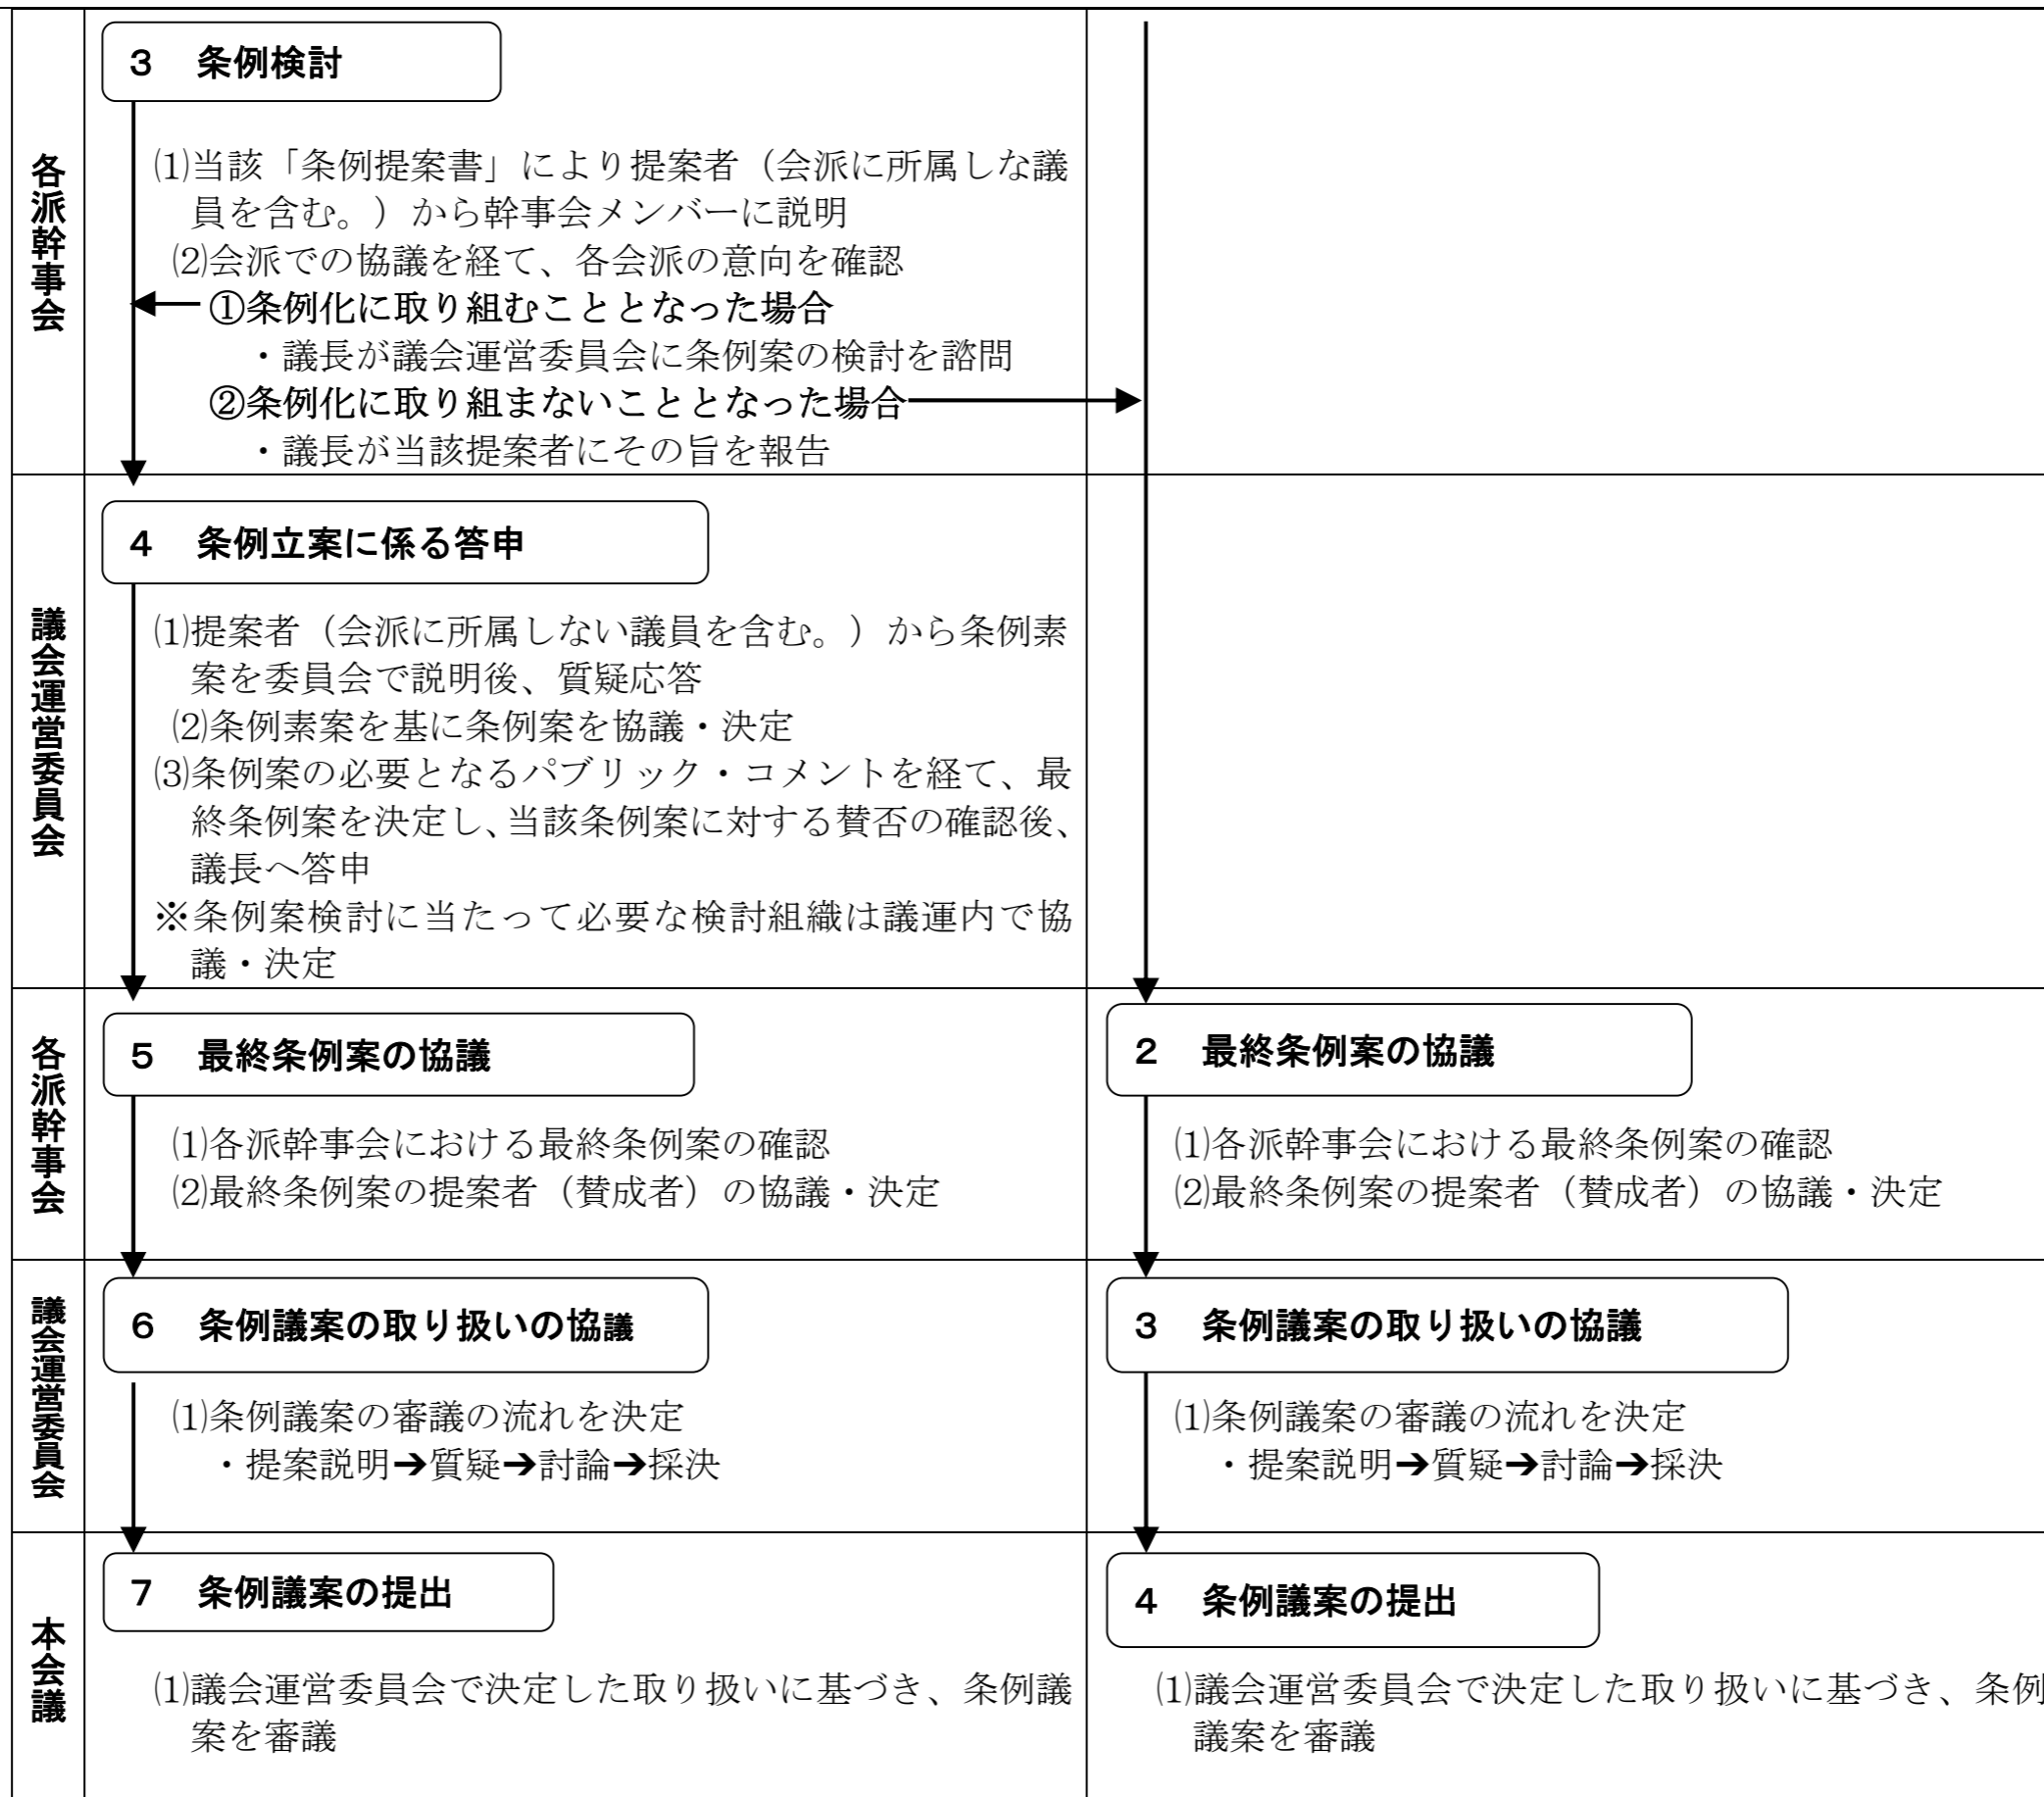 各派幹事会
３　条例検討
⑴当該「条例提案書」により提案者（会派に所属しな議
員を含む。）から幹事会メンバーに説明
⑵会派での協議を経て、各会派の意向を確認
①条例化に取り組むこととなった場合
・議長が議会運営委員会に条例案の検討を諮問
②条例化に取り組まないこととなった場合
・議長が当該提案者にその旨を報告
議会運営委員会
４　条例立案に係る答申
⑴提案者（会派に所属しない議員を含む。）から条例素
案を委員会で説明後、質疑応答
⑵条例素案を基に条例案を協議・決定
⑶条例案の必要となるパブリック・コメントを経て、最
終条例案を決定し、当該条例案に対する賛否の確認後、
議長へ答申
※条例案検討に当たって必要な検討組織は議運内で協
議・決定
各派幹事会
５　最終条例案の協議
⑴各派幹事会における最終条例案の確認
⑵最終条例案の提案者（賛成者）の協議・決定
２　最終条例案の協議
⑴各派幹事会における最終条例案の確認
⑵最終条例案の提案者（賛成者）の協議・決定
議会運営委員会
６　条例議案の取り扱いの協議
⑴条例議案の審議の流れを決定
・提案説明➔質疑➔討論➔採決
３　条例議案の取り扱いの協議
⑴条例議案の審議の流れを決定
・提案説明➔質疑➔討論➔採決
本会議
７　条例議案の提出
⑴議会運営委員会で決定した取り扱いに基づき、条例議
案を審議
４　条例議案の提出
⑴議会運営委員会で決定した取り扱いに基づき、条例
議案を審議